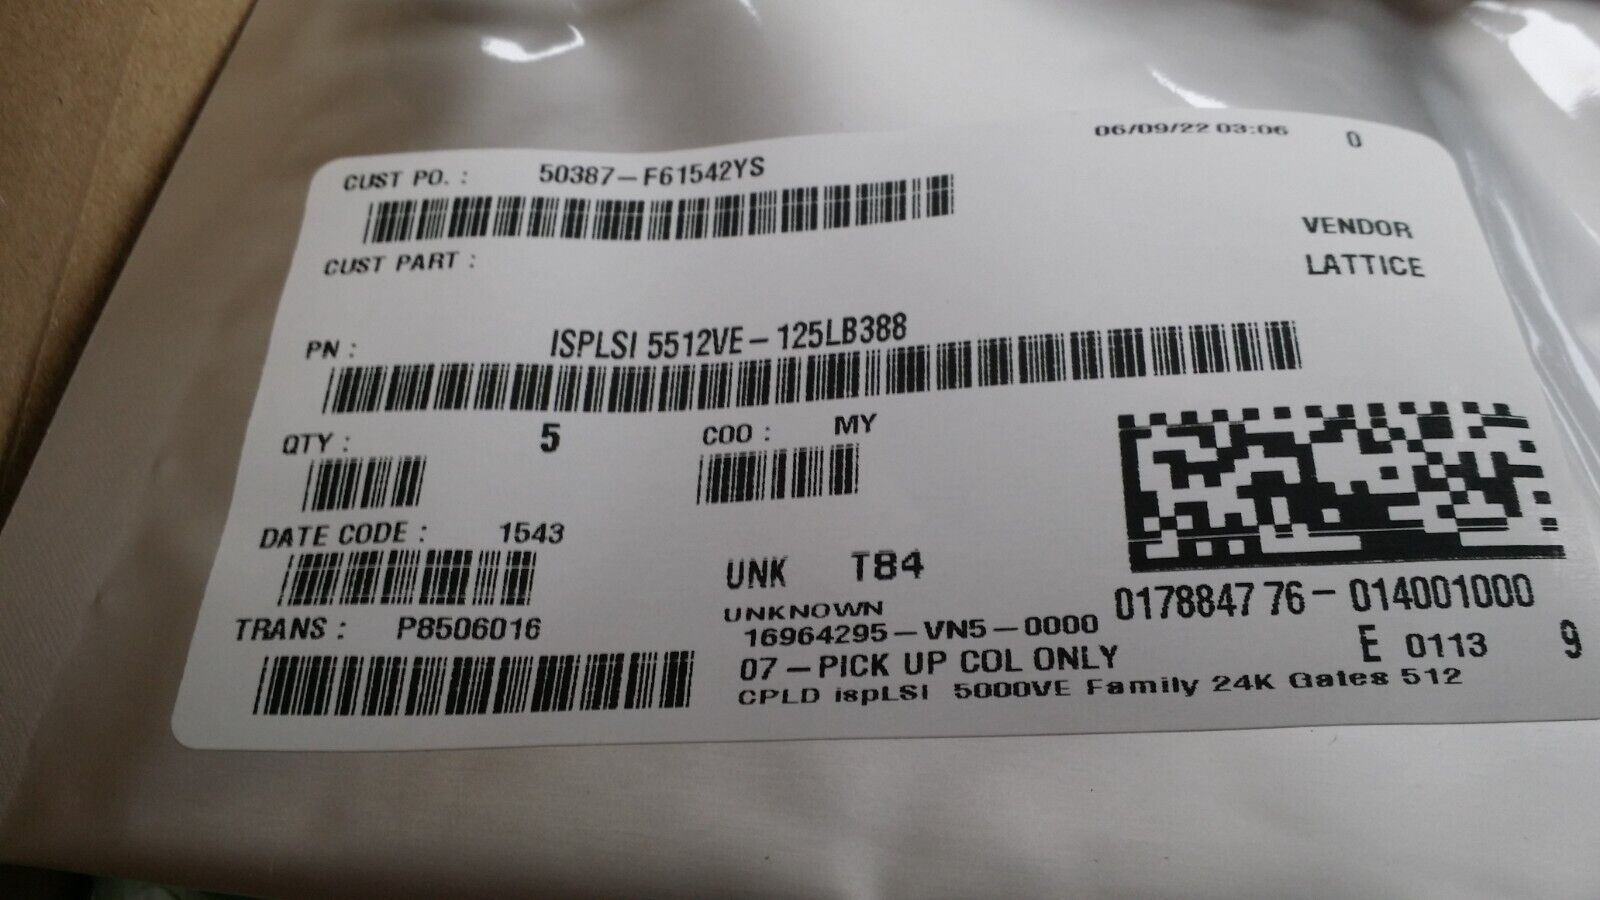 06/09/22 03:06 0
CUST PO. : 50387-F61542YS
VENDOR
CUST PART :
LATTICE
PN : ISPLSI 5512VE-125LB388
QTY : 5
COO : MY
DATE CODE : 1543
UNK T84
UNKNOWN
01788476-014001000
TRANS : P8506016
16964295-VN5-0000
E 0113 9
07-PICK UP COL ONLY
CPLD ispLSI 5000VE Family 24K Gates 512